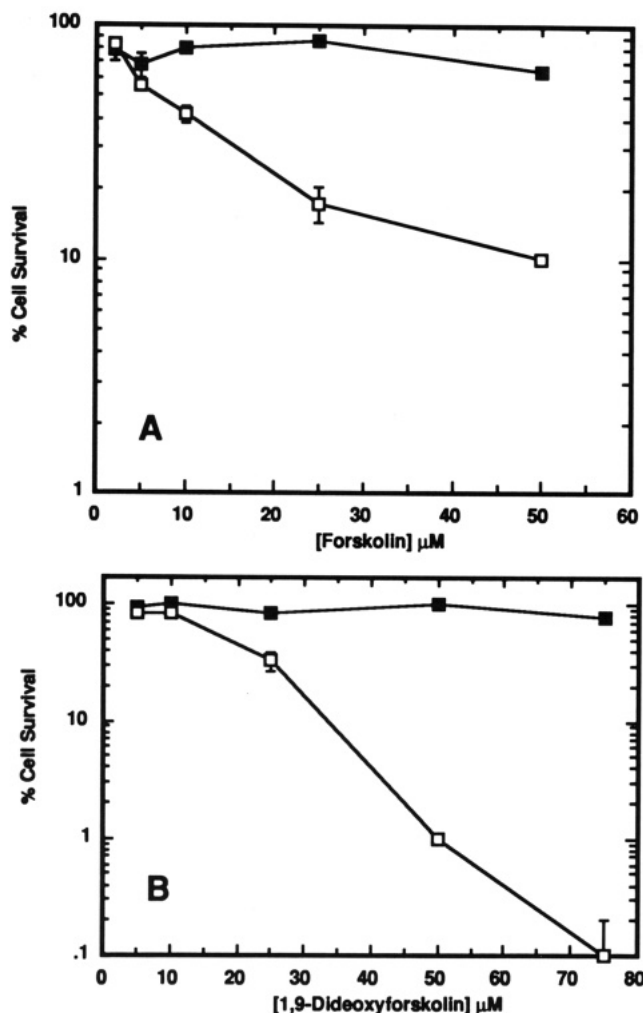 100
10
1
% Cell Survival
A
0 10 20 30 40 50 60
[Forskolin] μM
100
10
1
.1
% Cell Survival
B
0 10 20 30 40 50 60 70 80
[1,9-Dideoxyforskolin] μM